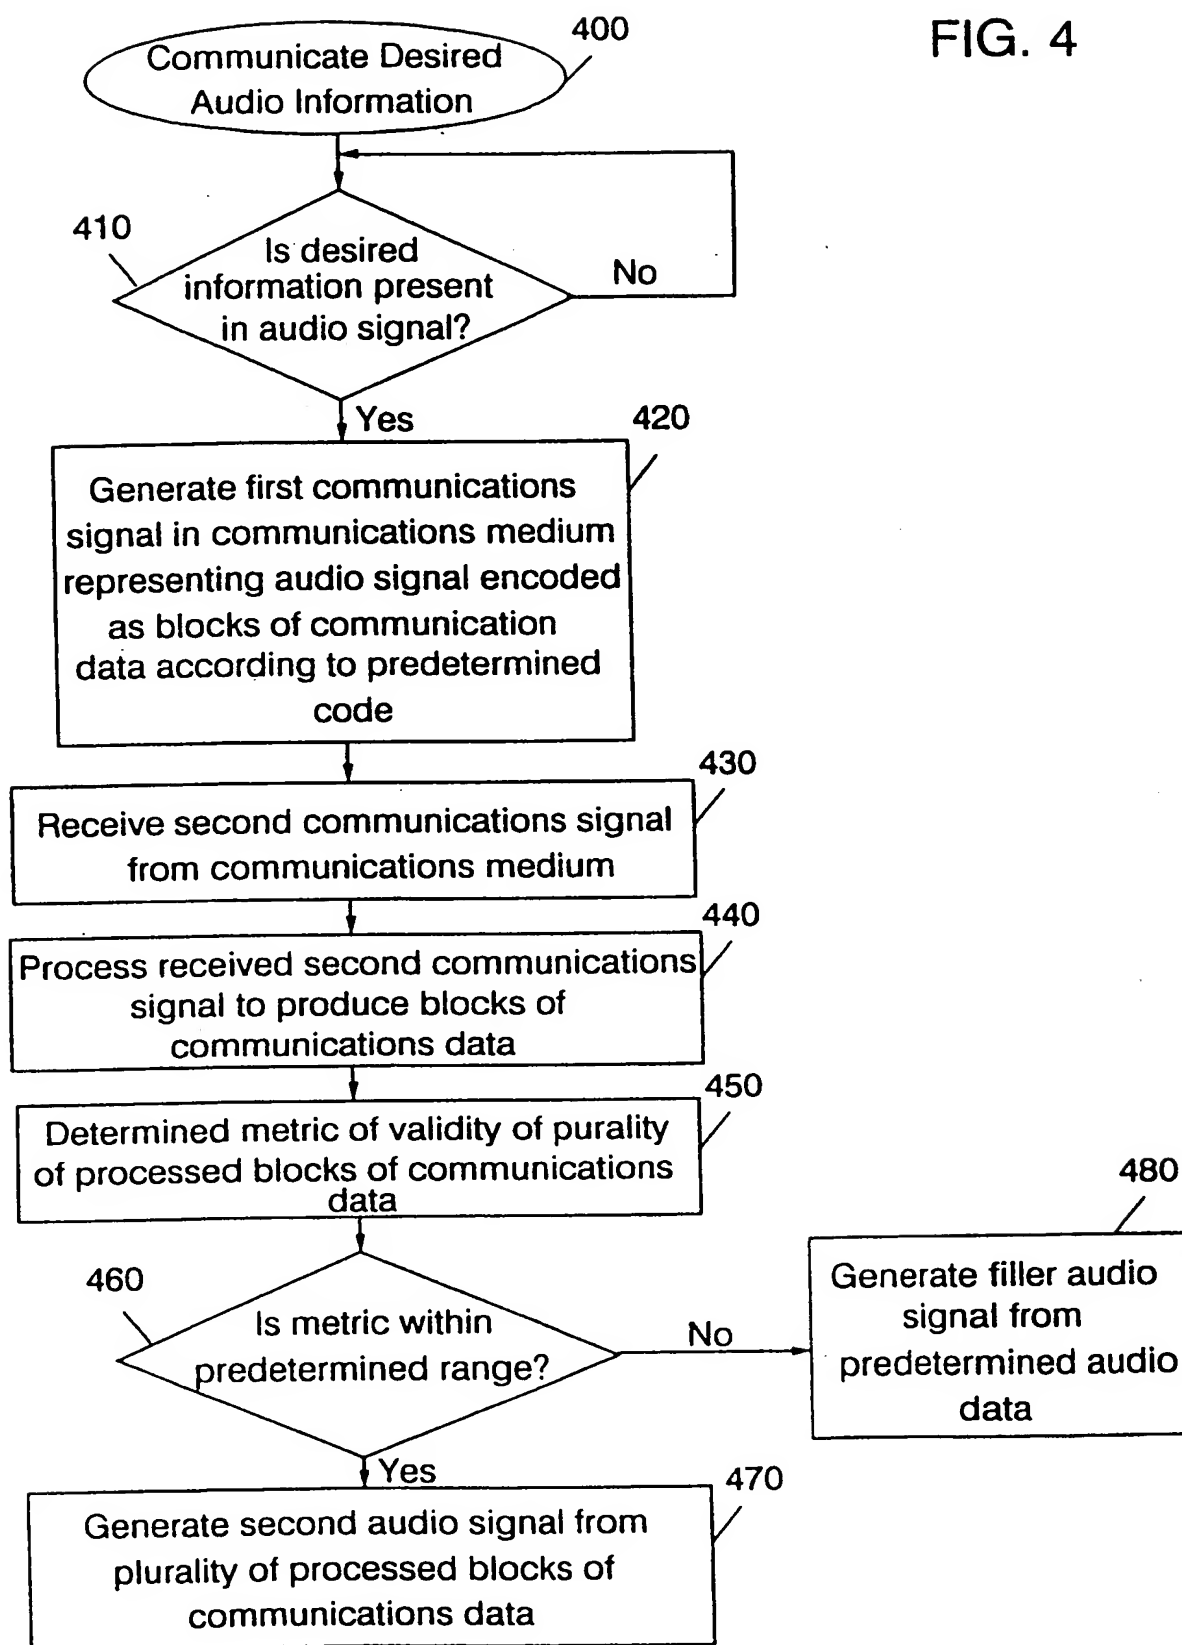 FIG. 4
400
Communicate Desired
Audio Information
410
Is desired
information present
in audio signal?
No
Yes
420
Generate first communications
signal in communications medium
representing audio signal encoded
as blocks of communication
data according to predetermined
code
430
Receive second communications signal
from communications medium
440
Process received second communications
signal to produce blocks of
communications data
450
Determined metric of validity of purality
of processed blocks of communications
data
460
Is metric within
predetermined range?
No
480
Generate filler audio
signal from
predetermined audio
data
Yes
470
Generate second audio signal from
plurality of processed blocks of
communications data